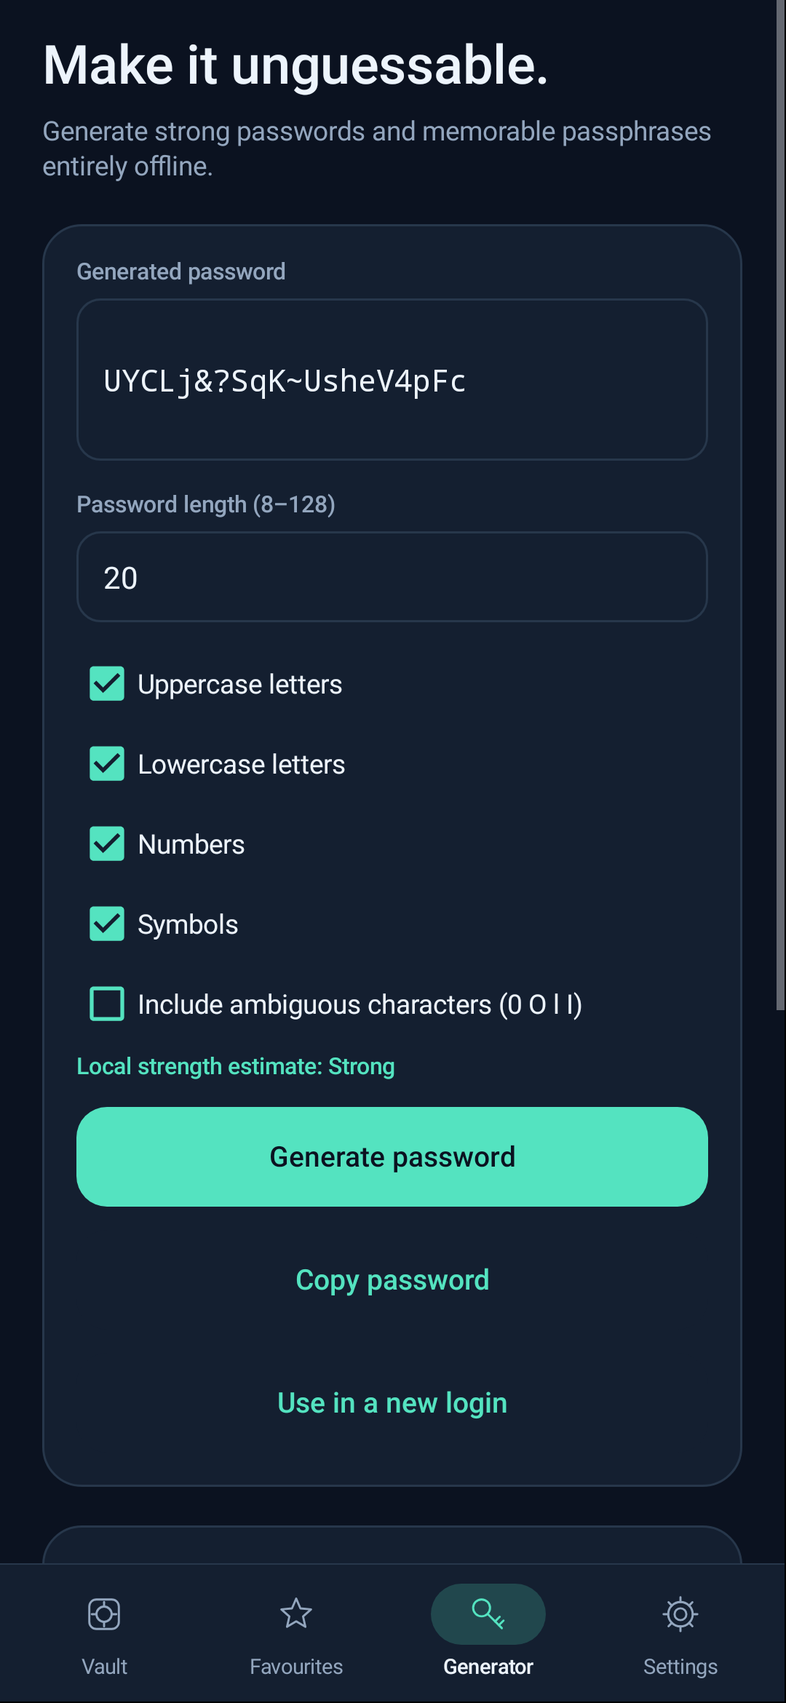 Make it unguessable.
Generate strong passwords and memorable passphrases
entirely offline.
Generated password
UYCLj&?SqK~UsheV4pFc
Password length (8–128)
20
Uppercase letters
Lowercase letters
Numbers
Symbols
Include ambiguous characters (0 O l I)
Local strength estimate: Strong
Generate password
Copy password
Use in a new login
Vault
Favourites
Generator
Settings